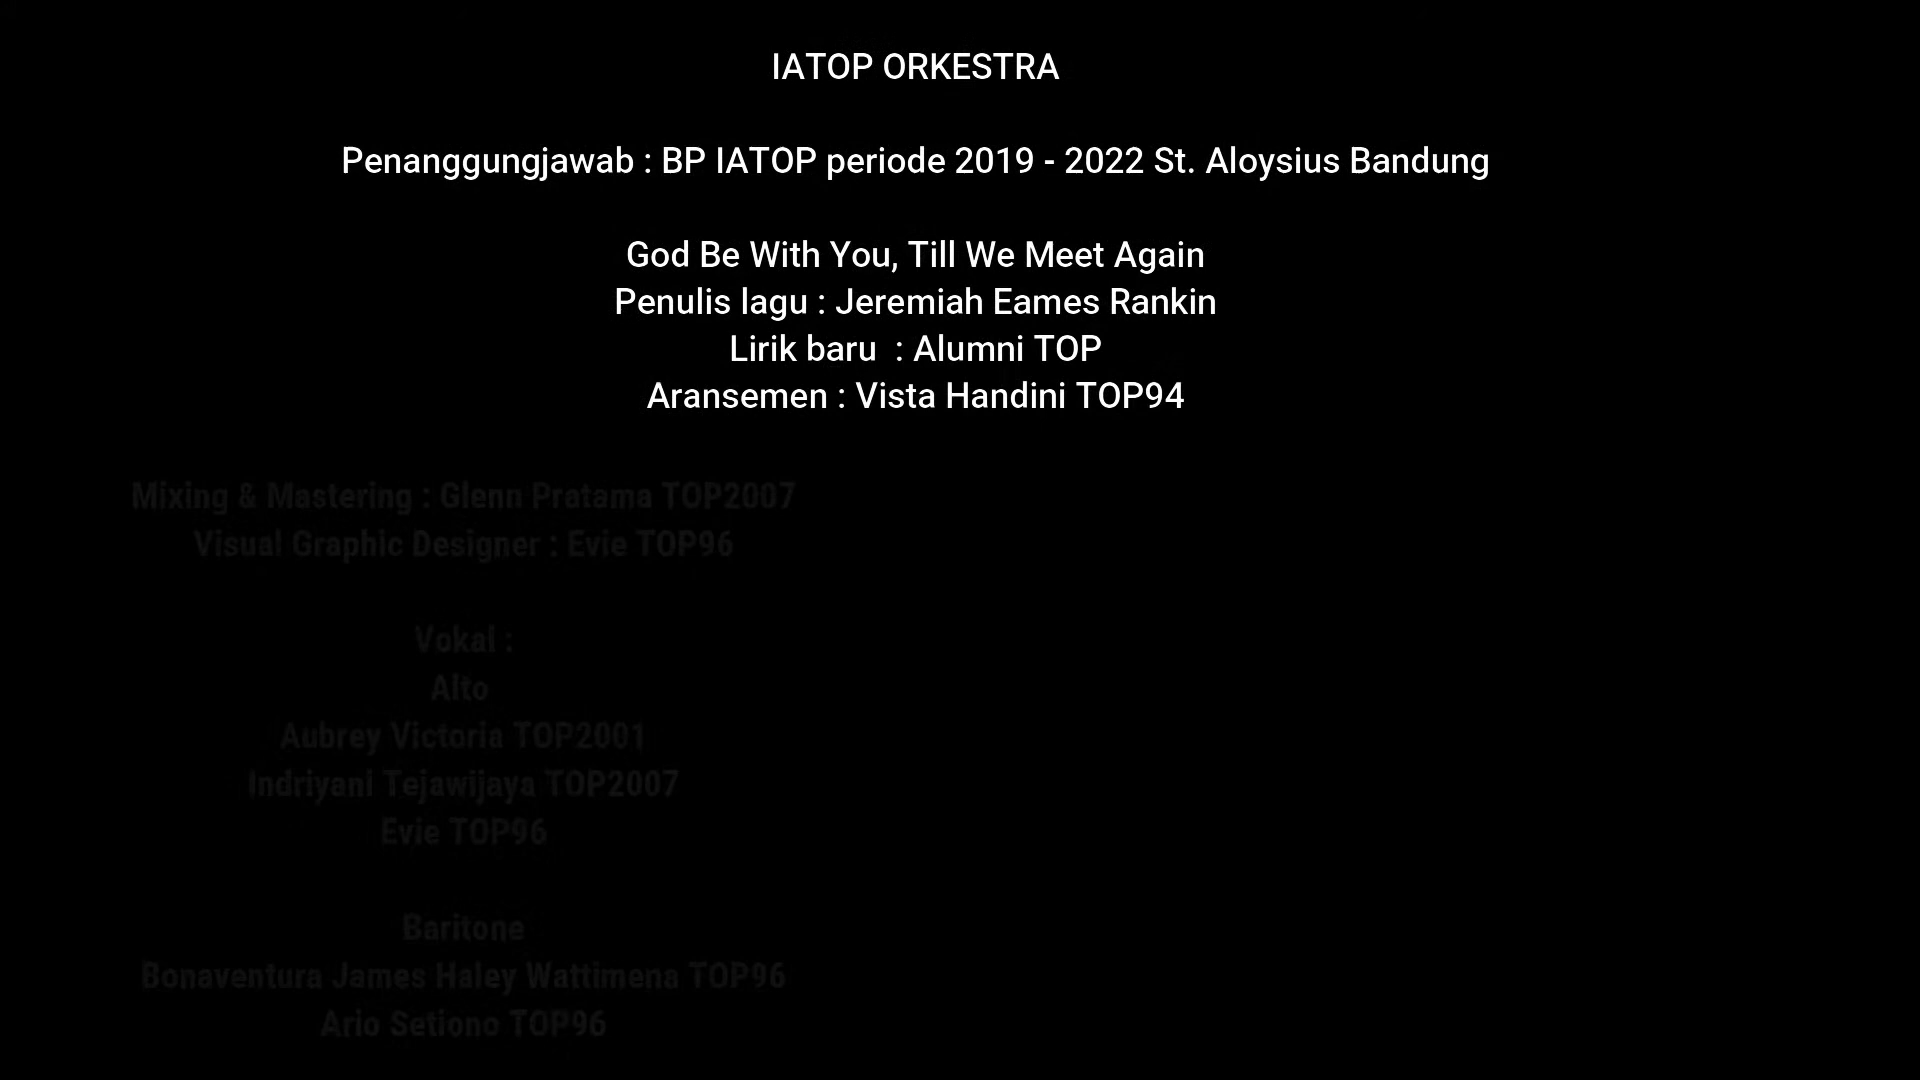 IATOP ORKESTRA
Penanggungjawab : BP IATOP periode 2019 - 2022 St. Aloysius Bandung
God Be With You, Till We Meet Again
Penulis lagu : Jeremiah Eames Rankin
Lirik baru  : Alumni TOP
Aransemen : Vista Handini TOP94
Mixing & Mastering : Glenn Pratama TOP2007
Visual Graphic Designer : Evie TOP96
Vokal :
Alto
Aubrey Victoria TOP2001
Indriyani Tejawijaya TOP2007
Evie TOP96
Baritone
Bonaventura James Haley Wattimena TOP96
Ario Setiono TOP96